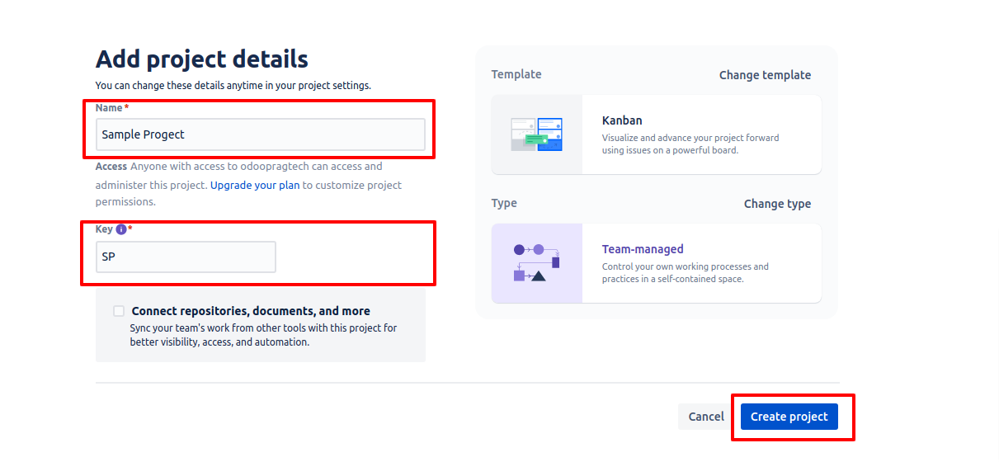 Add project details
You can change these details anytime in your project settings.
Name *
Sample Progect
Access Anyone with access to odoopragtech can access and
administer this project. Upgrade your plan to customize project
permissions.
Key i *
SP
Connect repositories, documents, and more
Sync your team's work from other tools with this project for
better visibility, access, and automation.
Template
Change template
Kanban
Visualize and advance your project forward
using issues on a powerful board.
Type
Change type
Team-managed
Control your own working processes and
practices in a self-contained space.
Cancel
Create project